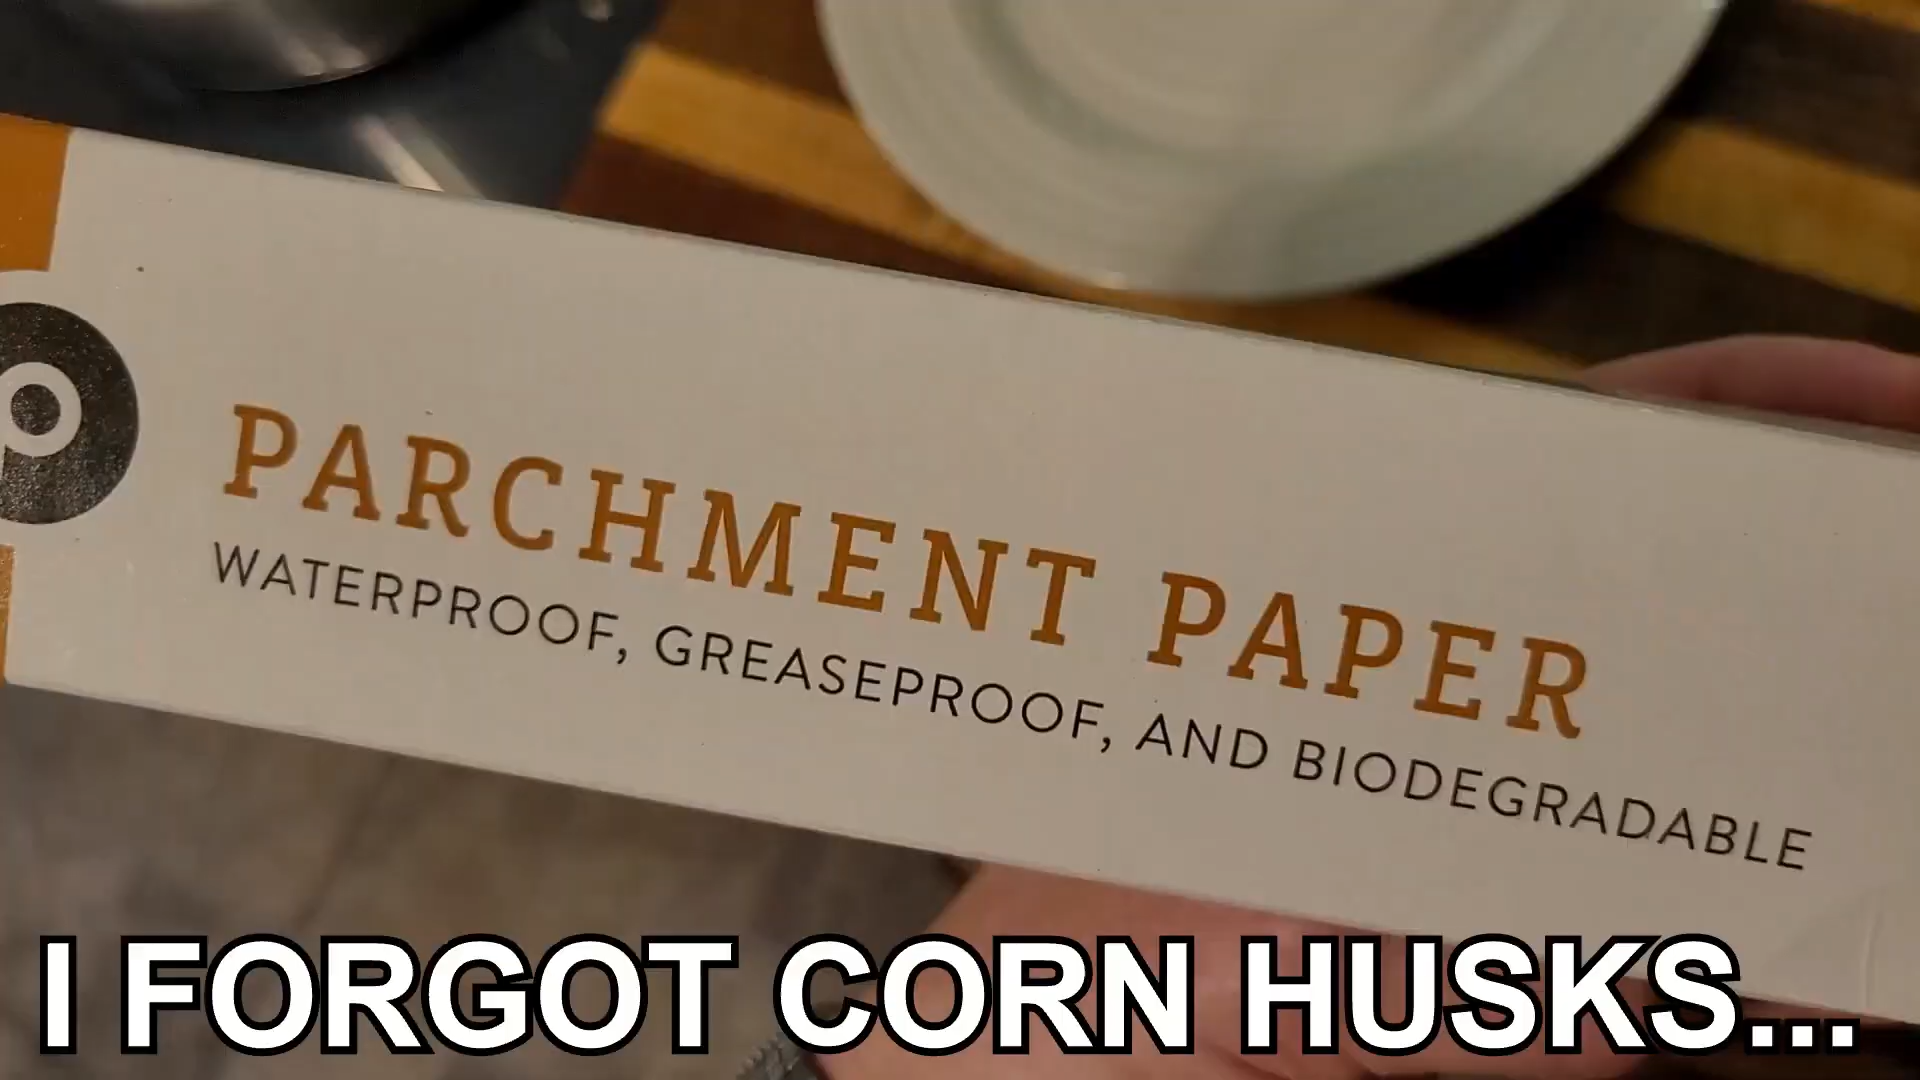 p
PARCHMENT PAPER
WATERPROOF, GREASEPROOF, AND BIODEGRADABLE
I FORGOT CORN HUSKS...